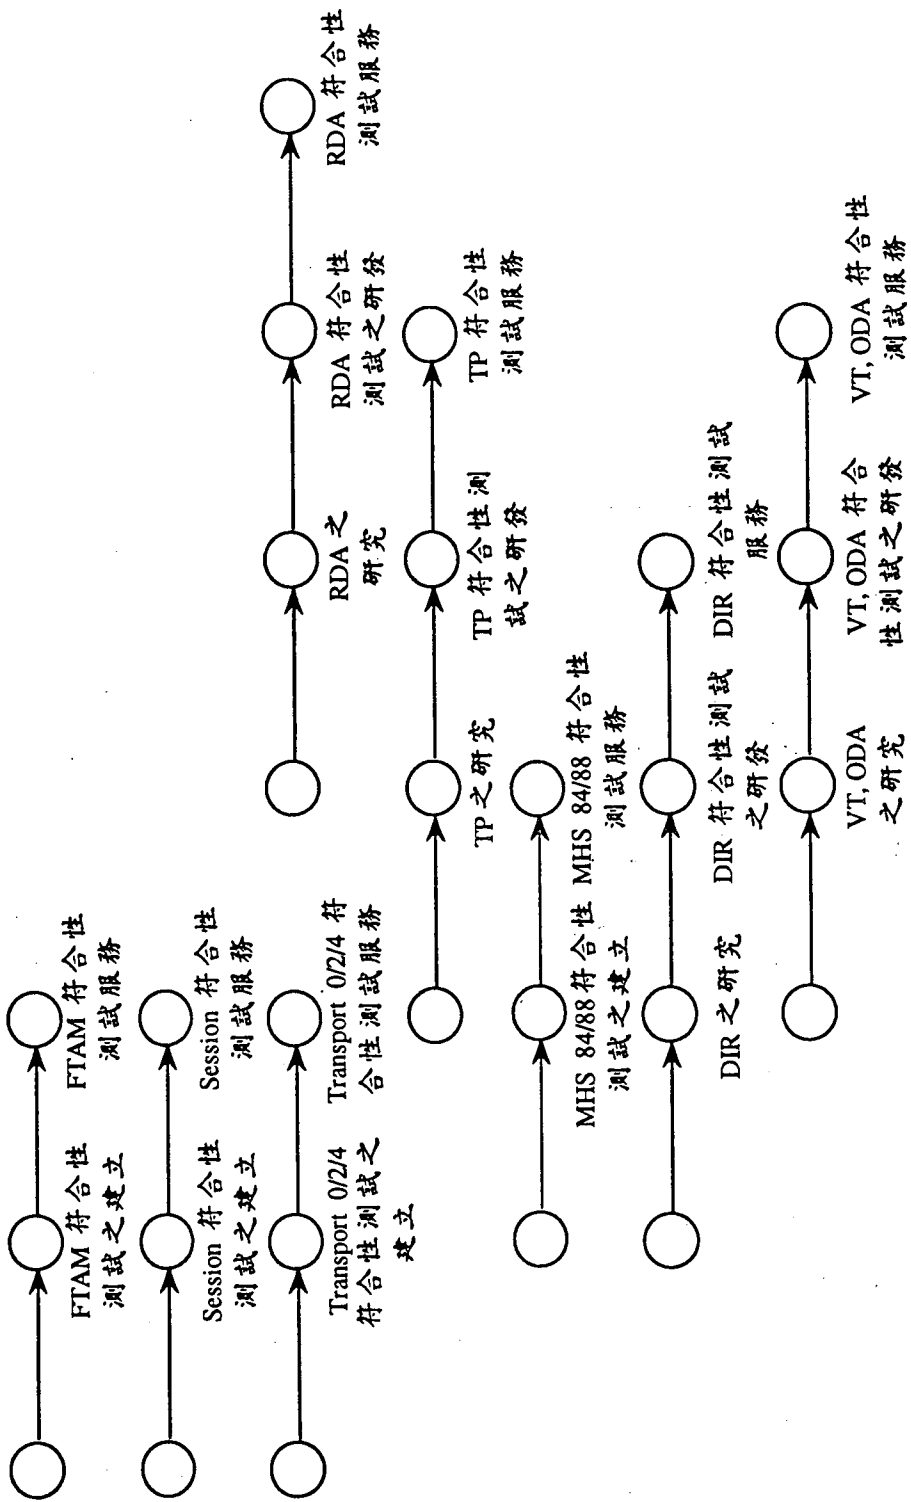 FTAM 符合性
測試之建立
FTAM 符合性
測試服務
Session 符合性
測試之建立
Session 符合性
測試服務
Transport 0/2/4
符合性測試之
建立
Transport 0/2/4 符
合性測試服務
RDA 之
研究
RDA 符合性
測試之研發
RDA 符合性
測試服務
TP 之研究
TP 符合性測
試之研發
TP 符合性
測試服務
MHS 84/88 符合性
測試之建立
MHS 84/88 符合性
測試服務
DIR 之研究
DIR 符合性測試
之研發
DIR 符合性測試
服務
VT, ODA
之研究
VT, ODA 符合
性測試之研發
VT, ODA 符合性
測試服務